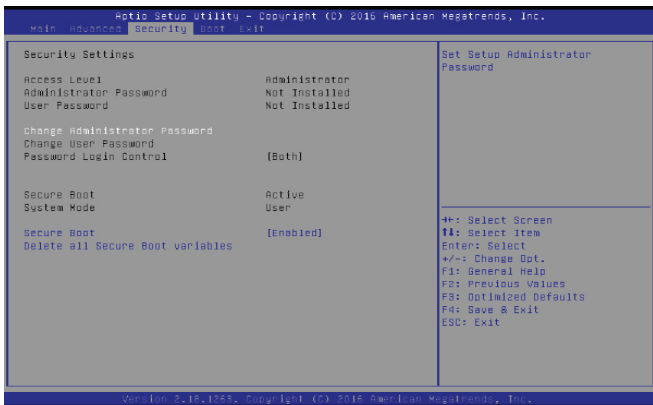 Aptio Setup Utility – Copyright (C) 2016 American Megatrends, Inc.
Main Advanced Security Boot Exit
Security Settings
Access Level Administrator
Administrator Password Not Installed
User Password Not Installed
Change Administrator Password
Change User Password
Password Login Control [Both]
Secure Boot Active
System Mode User
Secure Boot [Enabled]
Delete all Secure Boot variables
Set Setup Administrator
Password
→←: Select Screen
↑↓: Select Item
Enter: Select
+/-: Change Opt.
F1: General Help
F2: Previous Values
F3: Optimized Defaults
F4: Save & Exit
ESC: Exit
Version 2.18.1263. Copyright (C) 2016 American Megatrends, Inc.